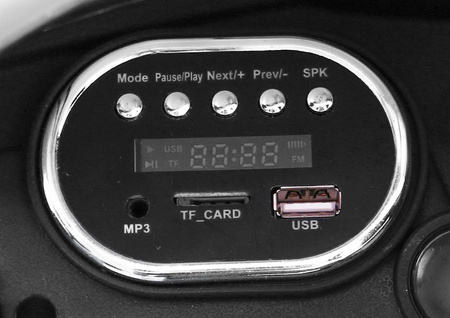 Mode Pause/Play Next/+ Prev/- SPK
USB
88:88
TF FM
TF_CARD
MP3 USB